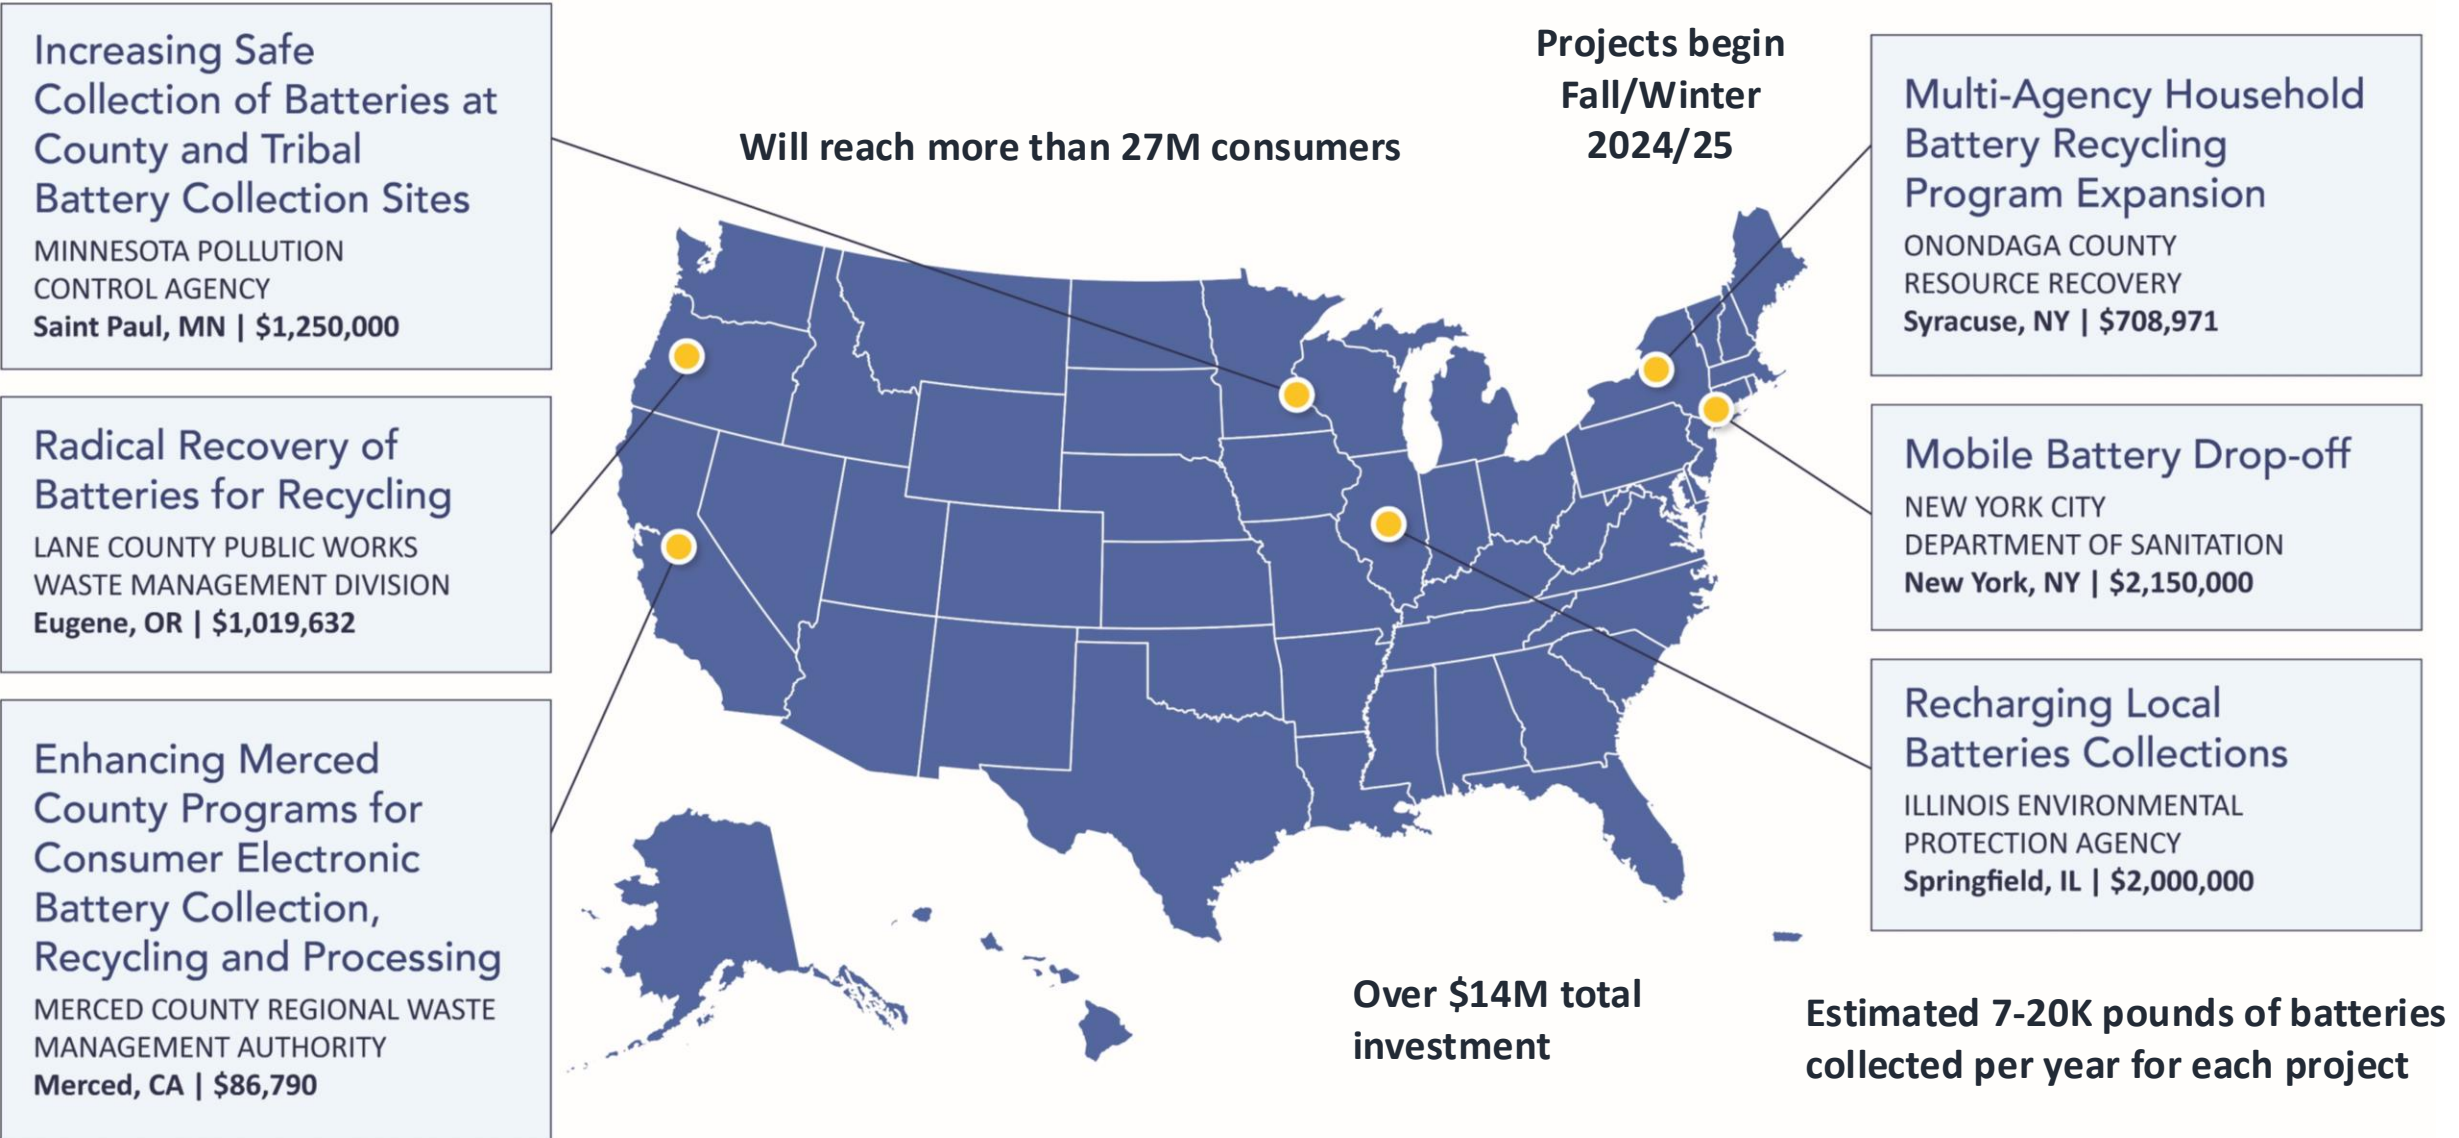 Increasing Safe
Collection of Batteries at
County and Tribal
Battery Collection Sites
MINNESOTA POLLUTION
CONTROL AGENCY
Saint Paul, MN | $1,250,000
Radical Recovery of
Batteries for Recycling
LANE COUNTY PUBLIC WORKS
WASTE MANAGEMENT DIVISION
Eugene, OR | $1,019,632
Enhancing Merced
County Programs for
Consumer Electronic
Battery Collection,
Recycling and Processing
MERCED COUNTY REGIONAL WASTE
MANAGEMENT AUTHORITY
Merced, CA | $86,790
Will reach more than 27M consumers
Projects begin
Fall/Winter
2024/25
Multi-Agency Household
Battery Recycling
Program Expansion
ONONDAGA COUNTY
RESOURCE RECOVERY
Syracuse, NY | $708,971
Mobile Battery Drop-off
NEW YORK CITY
DEPARTMENT OF SANITATION
New York, NY | $2,150,000
Recharging Local
Batteries Collections
ILLINOIS ENVIRONMENTAL
PROTECTION AGENCY
Springfield, IL | $2,000,000
Over $14M total
investment
Estimated 7-20K pounds of batteries
collected per year for each project